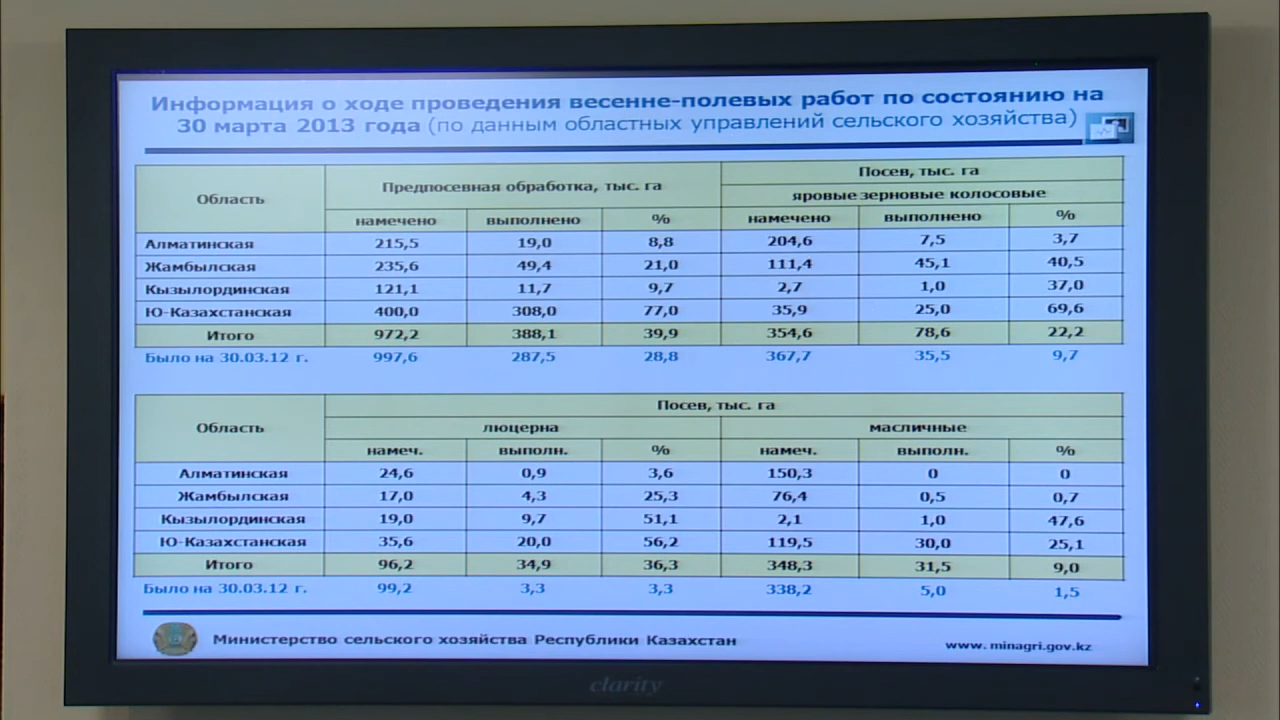 Информация о ходе проведения весенне-полевых работ по состоянию на
30 марта 2013 года (по данным областных управлений сельского хозяйства)
Область Предпосевная обработка, тыс. га Посев, тыс. га
яровые зерновые колосовые
намечено выполнено % намечено выполнено %
Алматинская 215,5 19,0 8,8 204,6 7,5 3,7
Жамбылская 235,6 49,4 21,0 111,4 45,1 40,5
Кызылординская 121,1 11,7 9,7 2,7 1,0 37,0
Ю-Казахстанская 400,0 308,0 77,0 35,9 25,0 69,6
Итого 972,2 388,1 39,9 354,6 78,6 22,2
Было на 30.03.12 г. 997,6 287,5 28,8 367,7 35,5 9,7
Область Посев, тыс. га
люцерна масличные
намеч. выполн. % намеч. выполн. %
Алматинская 24,6 0,9 3,6 150,3 0 0
Жамбылская 17,0 4,3 25,3 76,4 0,5 0,7
Кызылординская 19,0 9,7 51,1 2,1 1,0 47,6
Ю-Казахстанская 35,6 20,0 56,2 119,5 30,0 25,1
Итого 96,2 34,9 36,3 348,3 31,5 9,0
Было на 30.03.12 г. 99,2 3,3 3,3 338,2 5,0 1,5
Министерство сельского хозяйства Республики Казахстан www. minagri.gov.kz
clarity